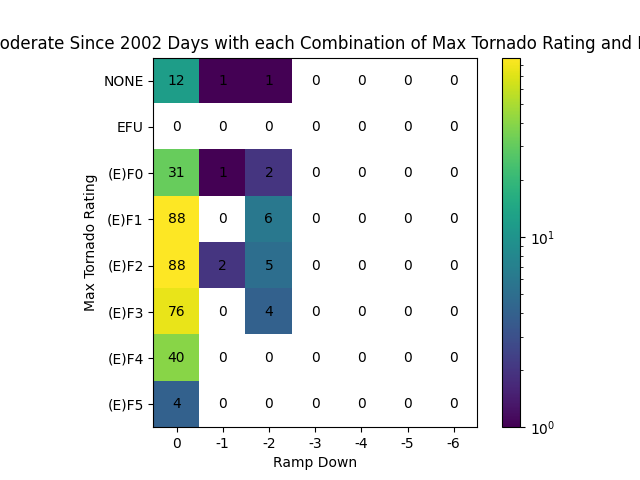 oderate Since 2002 Days with each Combination of Max Tornado Rating and
NONE 12 1 1 0 0 0 0
EFU 0 0 0 0 0 0 0
(E)F0 31 1 2 0 0 0 0
(E)F1 88 0 6 0 0 0 0
(E)F2 88 2 5 0 0 0 0
(E)F3 76 0 4 0 0 0 0
(E)F4 40 0 0 0 0 0 0
(E)F5 4 0 0 0 0 0 0
0 -1 -2 -3 -4 -5 -6
Ramp Down
Max Tornado Rating
10¹
10⁰